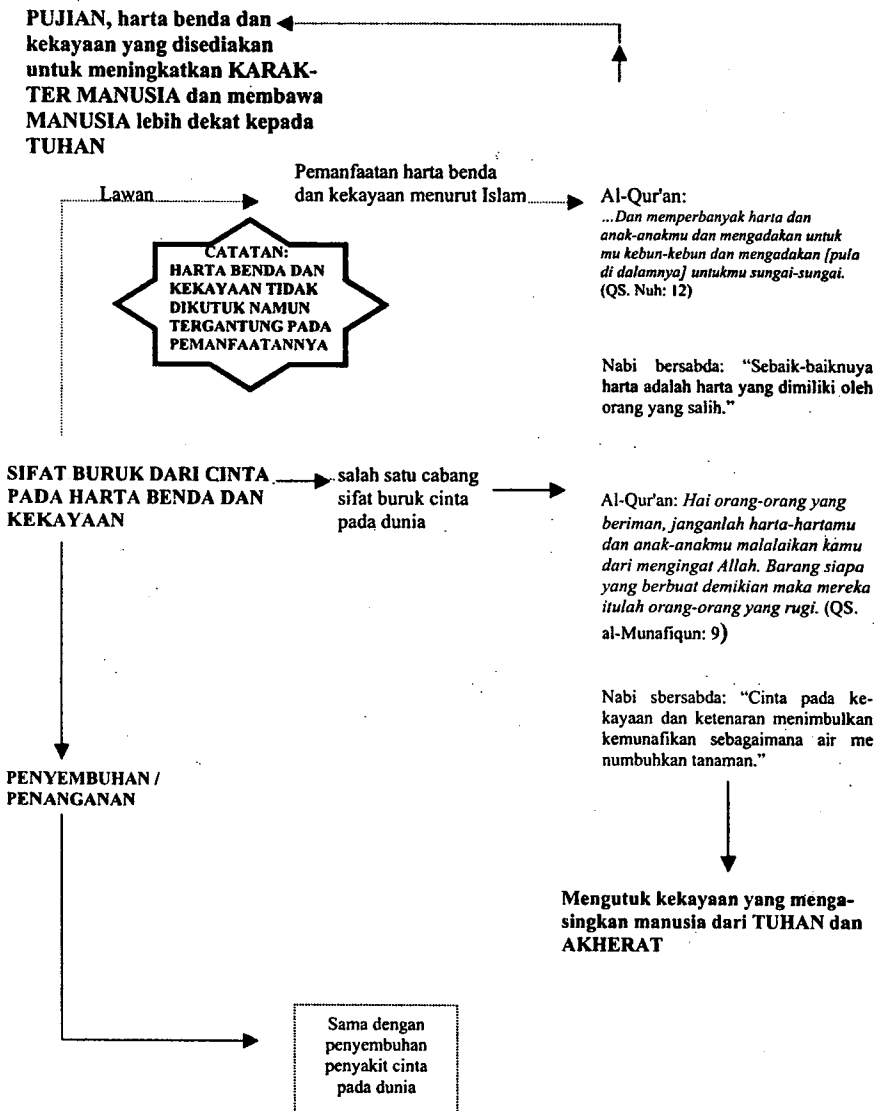 PUJIAN, harta benda dan
kekayaan yang disediakan
untuk meningkatkan KARAK-
TER MANUSIA dan membawa
MANUSIA lebih dekat kepada
TUHAN
Lawan
Pemanfaatan harta benda
dan kekayaan menurut Islam
Al-Qur'an:
...Dan memperbanyak harta dan
anak-anakmu dan mengadakan untuk
mu kebun-kebun dan mengadakan [pula
di dalamnya] untukmu sungai-sungai.
(QS. Nuh: 12)
CATATAN:
HARTA BENDA DAN
KEKAYAAN TIDAK
DIKUTUK NAMUN
TERGANTUNG PADA
PEMANFAATANNYA
Nabi bersabda: “Sebaik-baiknuya
harta adalah harta yang dimiliki oleh
orang yang salih.”
SIFAT BURUK DARI CINTA
PADA HARTA BENDA DAN
KEKAYAAN
salah satu cabang
sifat buruk cinta
pada dunia
Al-Qur'an: Hai orang-orang yang
beriman, janganlah harta-hartamu
dan anak-anakmu malalaikan kamu
dari mengingat Allah. Barang siapa
yang berbuat demikian maka mereka
itulah orang-orang yang rugi. (QS.
al-Munafiqun: 9)
Nabi sbersabda: “Cinta pada ke-
kayaan dan ketenaran menimbulkan
kemunafikan sebagaimana air me
numbuhkan tanaman.”
PENYEMBUHAN /
PENANGANAN
Mengutuk kekayaan yang menga-
singkan manusia dari TUHAN dan
AKHERAT
Sama dengan
penyembuhan
penyakit cinta
pada dunia